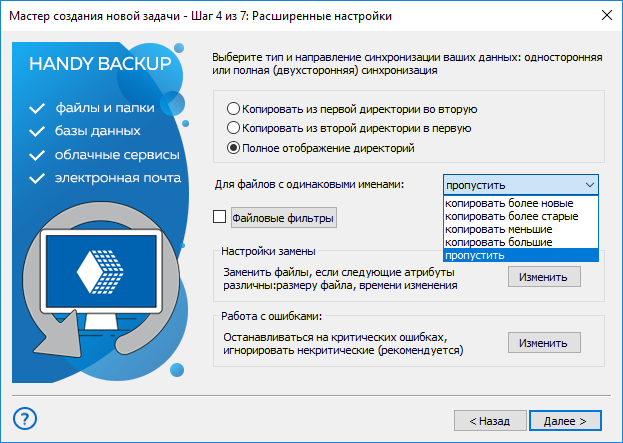 Мастер создания новой задачи - Шаг 4 из 7: Расширенные настройки
HANDY BACKUP
файлы и папки
базы данных
облачные сервисы
электронная почта
Выберите тип и направление синхронизации ваших данных: односторонняя
или полная (двухсторонняя) синхронизация
Копировать из первой директории во вторую
Копировать из второй директории в первую
Полное отображение директорий
Для файлов с одинаковыми именами:
пропустить
копировать более новые
копировать более старые
копировать меньшие
копировать большие
пропустить
Файловые фильтры
Настройки замены
Заменить файлы, если следующие атрибуты
различны:размеру файла, времени изменения
Изменить
Работа с ошибками:
Останавливаться на критических ошибках,
игнорировать некритические (рекомендуется)
Изменить
?
< Назад
Далее >